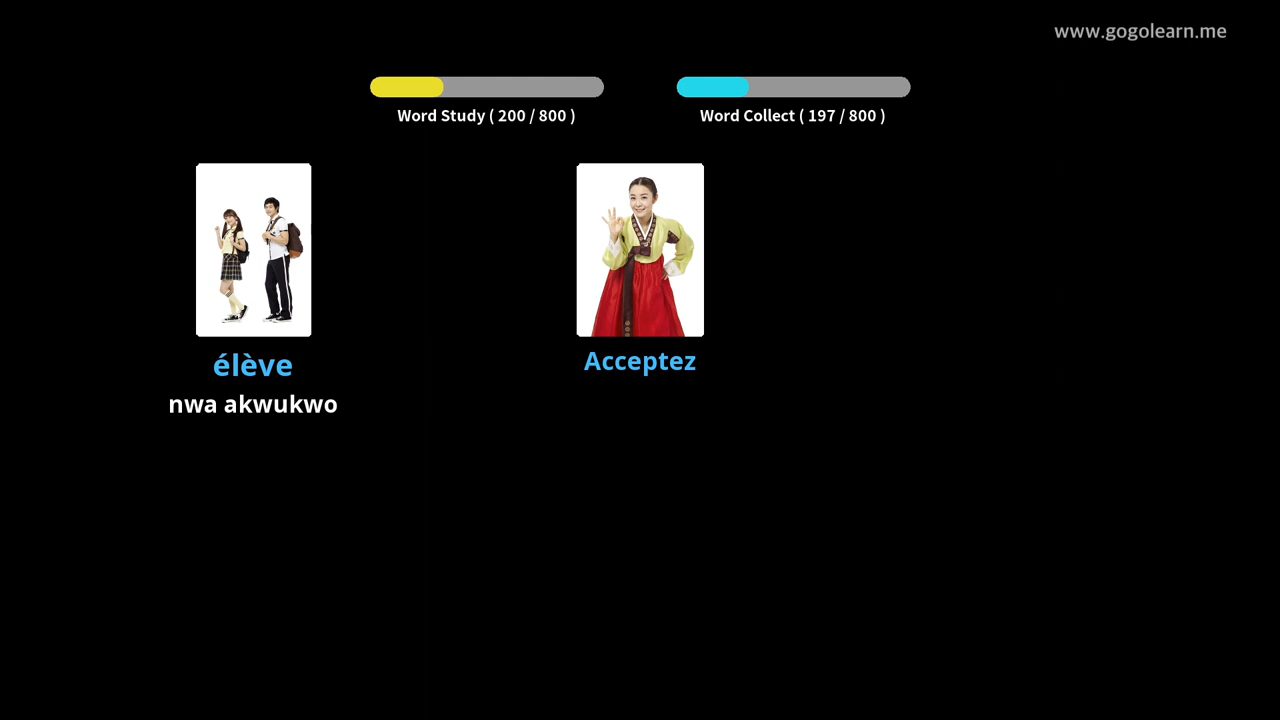 www.gogolearn.me
Word Study ( 200 / 800 )
Word Collect ( 197 / 800 )
élève
nwa akwukwo
Acceptez